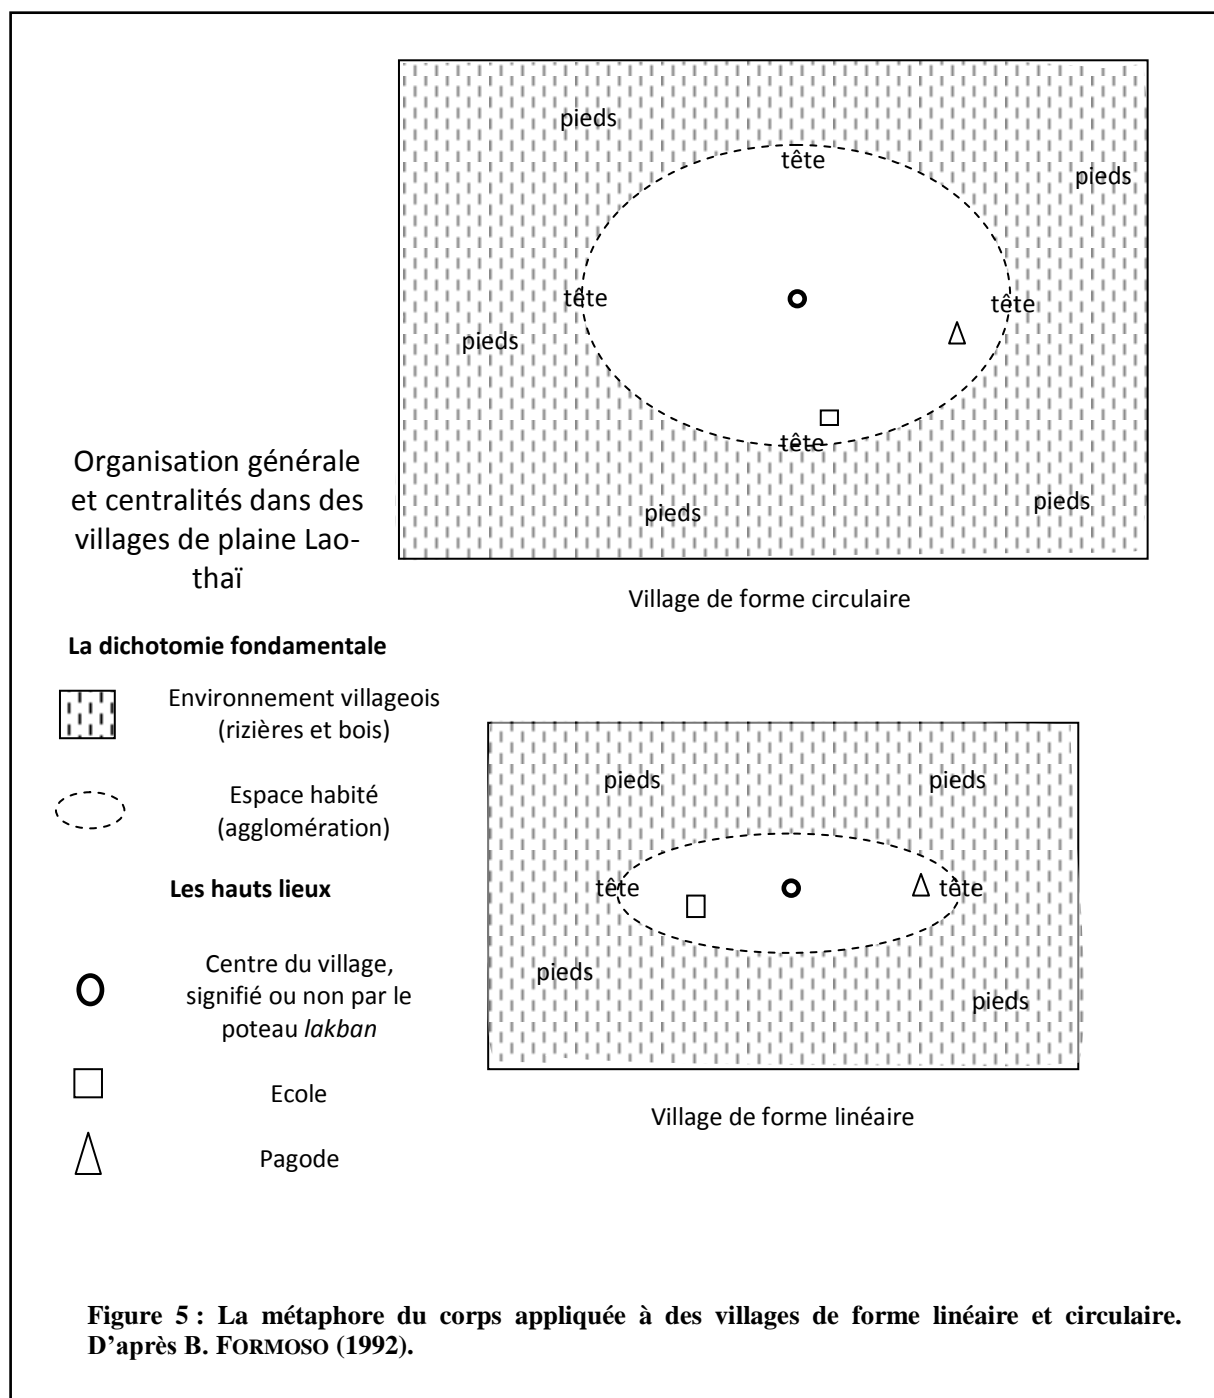 pieds
tête
pieds
tête
tête
pieds
tête
pieds
pieds
Village de forme circulaire
Organisation générale
et centralités dans des
villages de plaine Lao-
thaï
La dichotomie fondamentale
Environnement villageois
(rizières et bois)
Espace habité
(agglomération)
Les hauts lieux
Centre du village,
signifié ou non par le
poteau lakban
Ecole
Pagode
pieds
pieds
tête
tête
pieds
pieds
Village de forme linéaire
Figure 5 : La métaphore du corps appliquée à des villages de forme linéaire et circulaire.
D’après B. FORMOSO (1992).